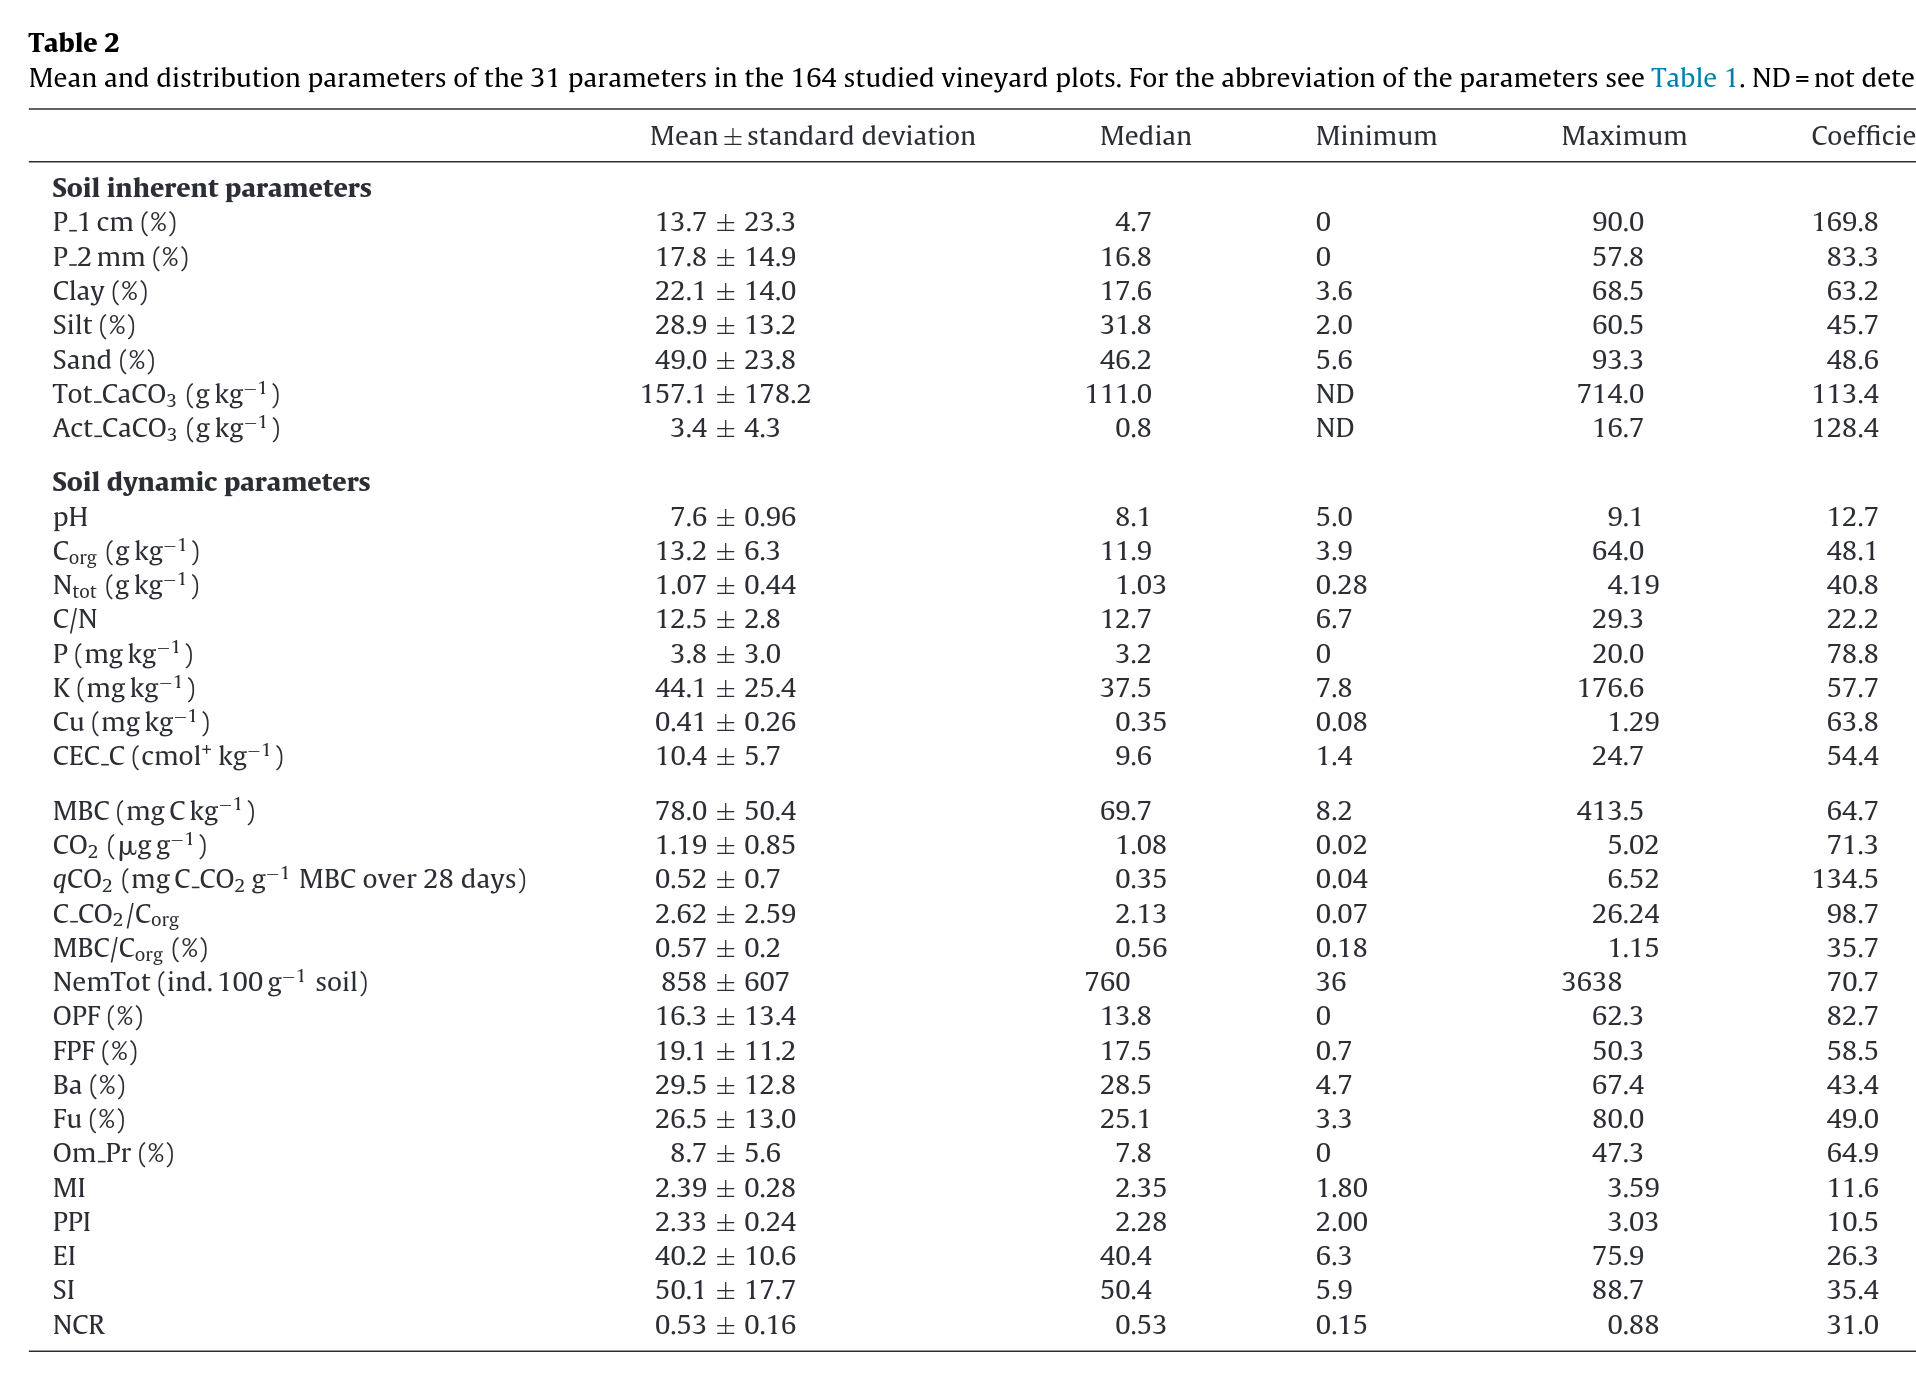 Table 2
Mean and distribution parameters of the 31 parameters in the 164 studied vineyard plots. For the abbreviation of the parameters see Table 1. ND = not dete
Mean ± standard deviation Median Minimum Maximum Coefficie
Soil inherent parameters
P_1 cm (%) 13.7 ± 23.3 4.7 0 90.0 169.8
P_2 mm (%) 17.8 ± 14.9 16.8 0 57.8 83.3
Clay (%) 22.1 ± 14.0 17.6 3.6 68.5 63.2
Silt (%) 28.9 ± 13.2 31.8 2.0 60.5 45.7
Sand (%) 49.0 ± 23.8 46.2 5.6 93.3 48.6
Tot_CaCO₃ (g kg⁻¹) 157.1 ± 178.2 111.0 ND 714.0 113.4
Act_CaCO₃ (g kg⁻¹) 3.4 ± 4.3 0.8 ND 16.7 128.4
Soil dynamic parameters
pH 7.6 ± 0.96 8.1 5.0 9.1 12.7
Corg (g kg⁻¹) 13.2 ± 6.3 11.9 3.9 64.0 48.1
Ntot (g kg⁻¹) 1.07 ± 0.44 1.03 0.28 4.19 40.8
C/N 12.5 ± 2.8 12.7 6.7 29.3 22.2
P (mg kg⁻¹) 3.8 ± 3.0 3.2 0 20.0 78.8
K (mg kg⁻¹) 44.1 ± 25.4 37.5 7.8 176.6 57.7
Cu (mg kg⁻¹) 0.41 ± 0.26 0.35 0.08 1.29 63.8
CEC_C (cmol⁺ kg⁻¹) 10.4 ± 5.7 9.6 1.4 24.7 54.4
MBC (mg C kg⁻¹) 78.0 ± 50.4 69.7 8.2 413.5 64.7
CO₂ (μg g⁻¹) 1.19 ± 0.85 1.08 0.02 5.02 71.3
qCO₂ (mg C_CO₂ g⁻¹ MBC over 28 days) 0.52 ± 0.7 0.35 0.04 6.52 134.5
C_CO₂/Corg 2.62 ± 2.59 2.13 0.07 26.24 98.7
MBC/Corg (%) 0.57 ± 0.2 0.56 0.18 1.15 35.7
NemTot (ind. 100 g⁻¹ soil) 858 ± 607 760 36 3638 70.7
OPF (%) 16.3 ± 13.4 13.8 0 62.3 82.7
FPF (%) 19.1 ± 11.2 17.5 0.7 50.3 58.5
Ba (%) 29.5 ± 12.8 28.5 4.7 67.4 43.4
Fu (%) 26.5 ± 13.0 25.1 3.3 80.0 49.0
Om_Pr (%) 8.7 ± 5.6 7.8 0 47.3 64.9
MI 2.39 ± 0.28 2.35 1.80 3.59 11.6
PPI 2.33 ± 0.24 2.28 2.00 3.03 10.5
EI 40.2 ± 10.6 40.4 6.3 75.9 26.3
SI 50.1 ± 17.7 50.4 5.9 88.7 35.4
NCR 0.53 ± 0.16 0.53 0.15 0.88 31.0